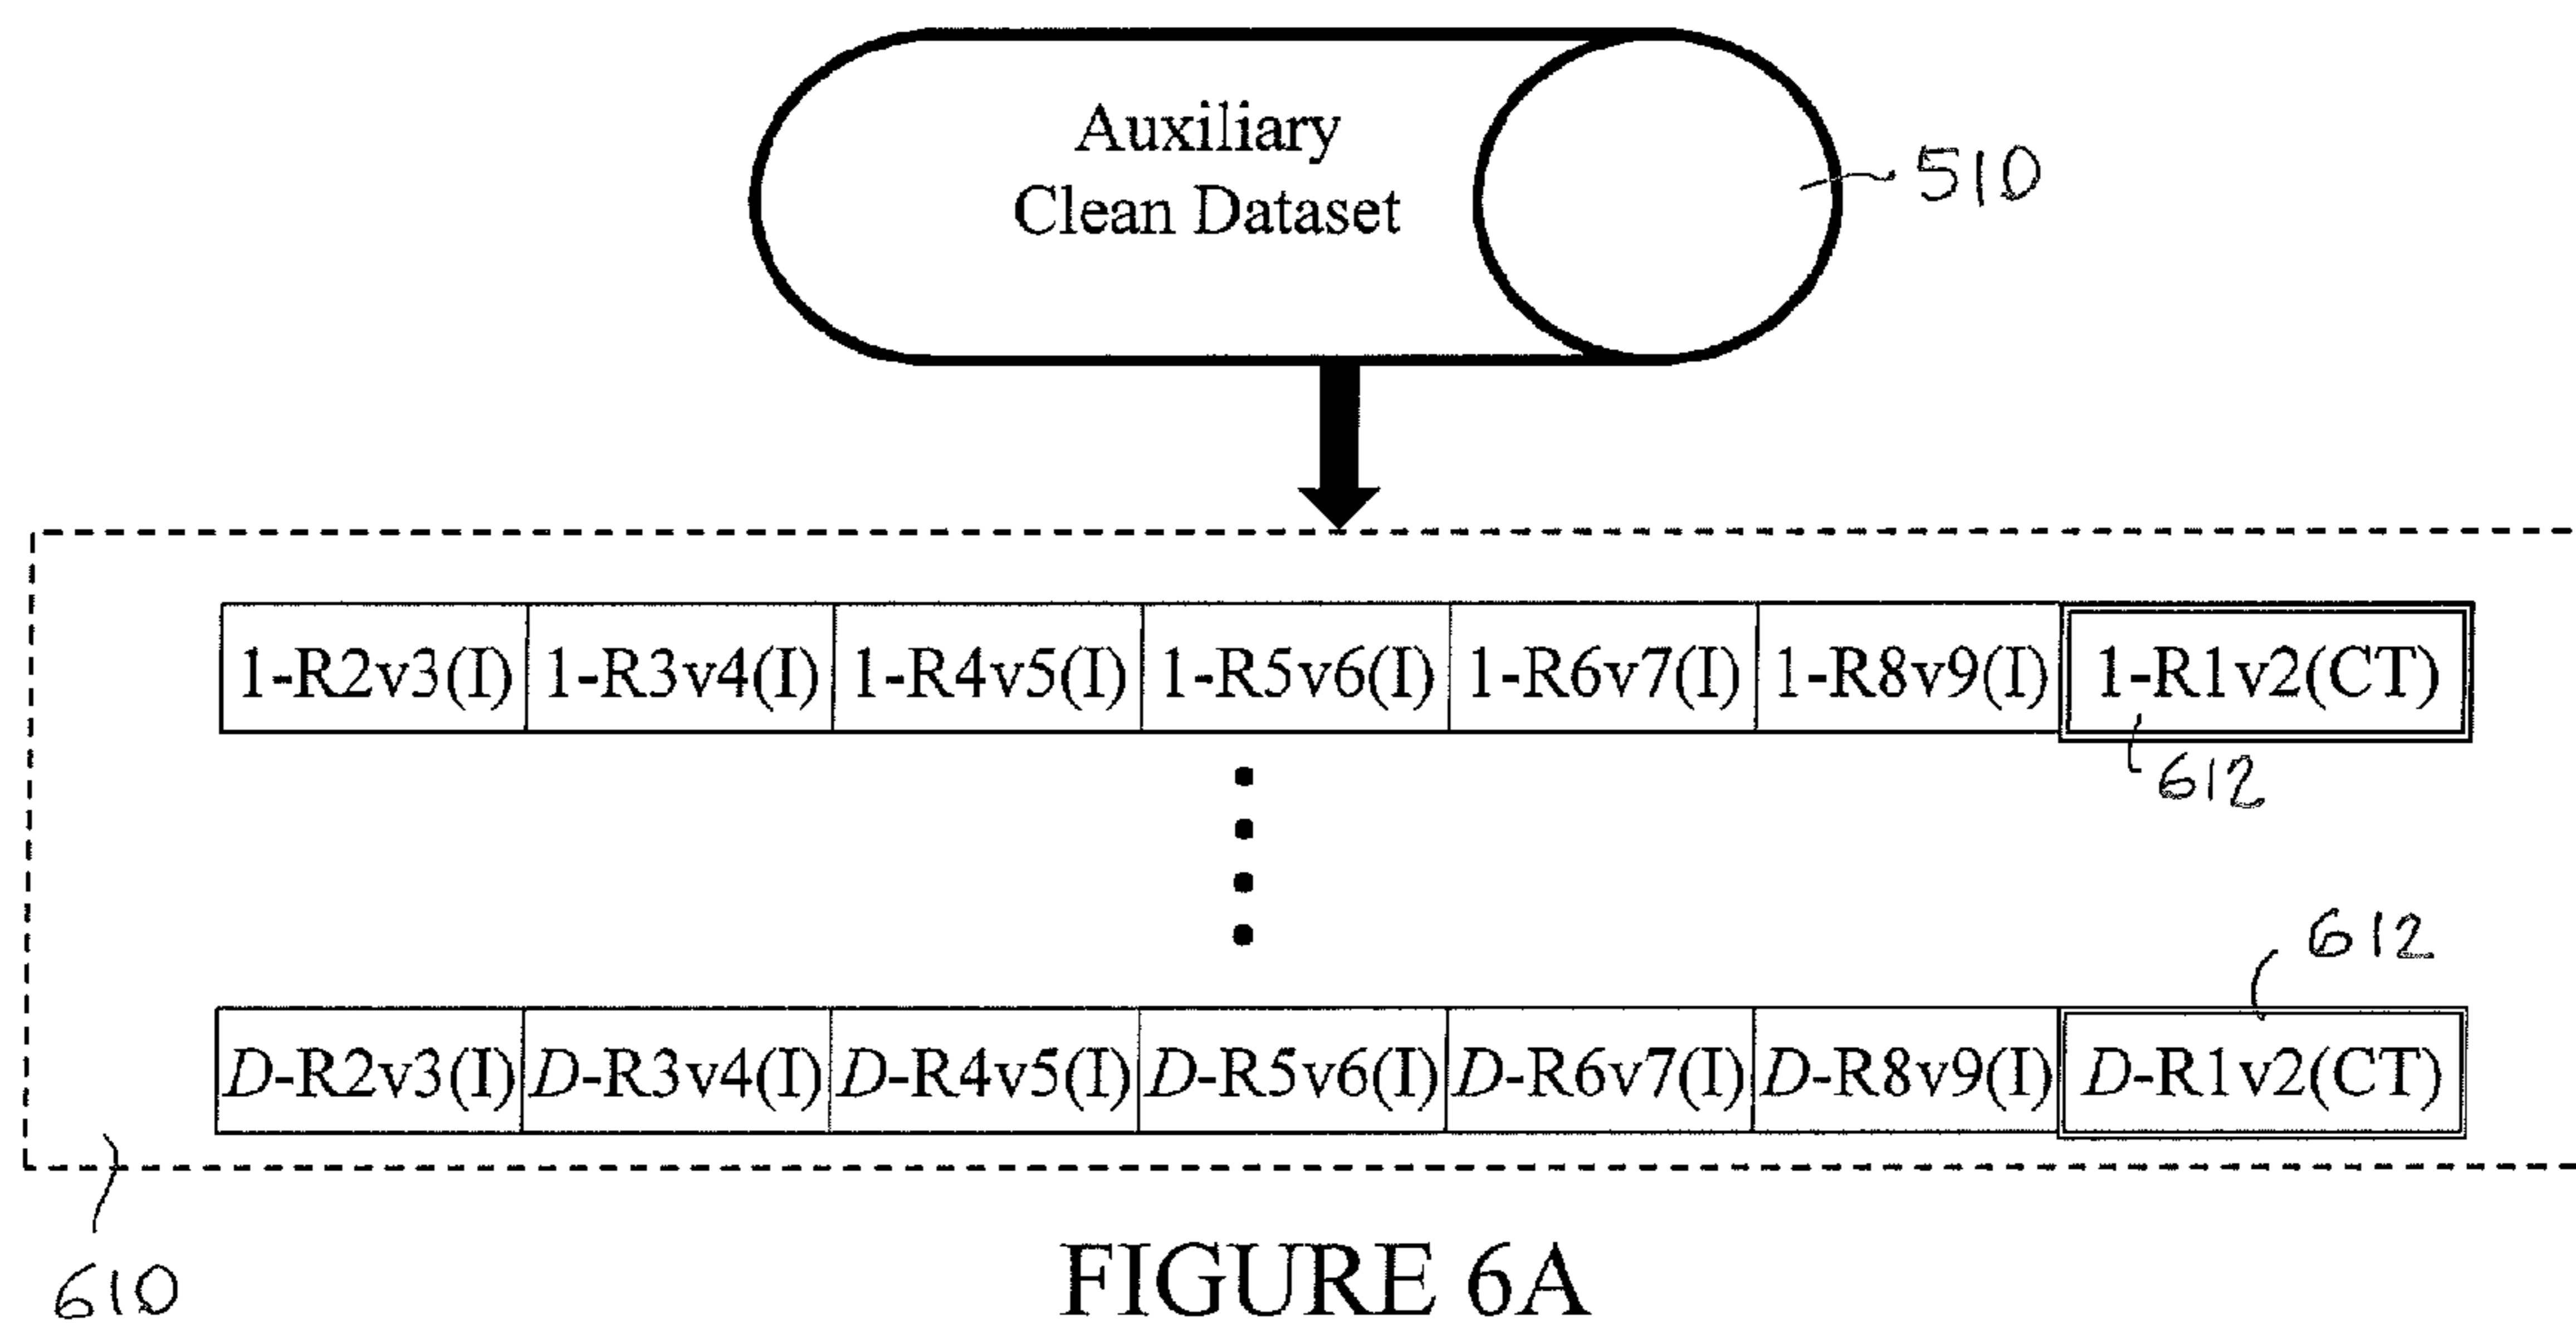 Auxiliary
Clean Dataset
510
1-R2v3(I) 1-R3v4(I) 1-R4v5(I) 1-R5v6(I) 1-R6v7(I) 1-R8v9(I) 1-R1v2(CT)
612
612
D-R2v3(I) D-R3v4(I) D-R4v5(I) D-R5v6(I) D-R6v7(I) D-R8v9(I) D-R1v2(CT)
610
FIGURE 6A